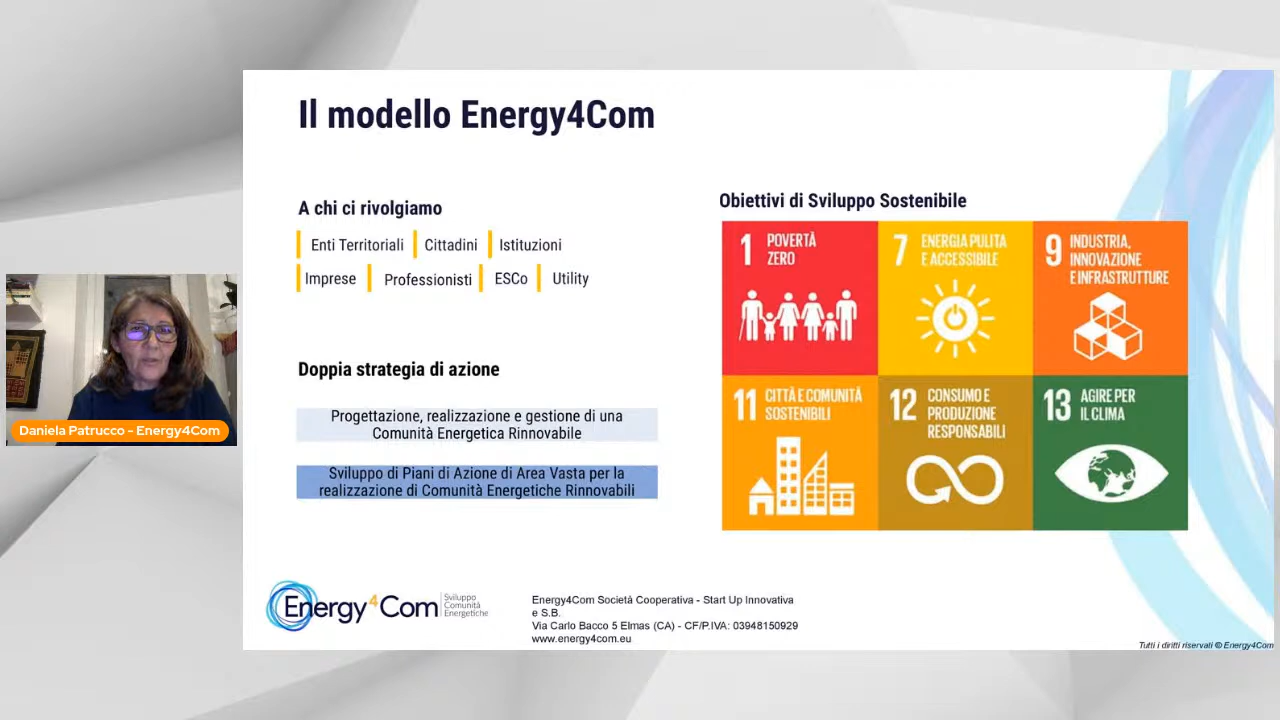 Il modello Energy4Com
A chi ci rivolgiamo
Enti Territoriali
Cittadini
Istituzioni
Imprese
Professionisti
ESCo
Utility
Doppia strategia di azione
Progettazione, realizzazione e gestione di una
Comunità Energetica Rinnovabile
Sviluppo di Piani di Azione di Area Vasta per la
realizzazione di Comunità Energetiche Rinnovabili
Obiettivi di Sviluppo Sostenibile
1 POVERTÀ
ZERO
7 ENERGIA PULITA
E ACCESSIBILE
9 INDUSTRIA,
INNOVAZIONE
E INFRASTRUTTURE
11 CITTÀ E COMUNITÀ
SOSTENIBILI
12 CONSUMO E
PRODUZIONE
RESPONSABILI
13 AGIRE PER
IL CLIMA
Daniela Patrucco - Energy4Com
Energy4Com
Sviluppo
Comunità
Energetiche
Energy4Com Società Cooperativa - Start Up Innovativa
e S.B.
Via Carlo Bacco 5 Elmas (CA) - CF/P.IVA: 03948150929
www.energy4com.eu
Tutti i diritti riservati © Energy4Com